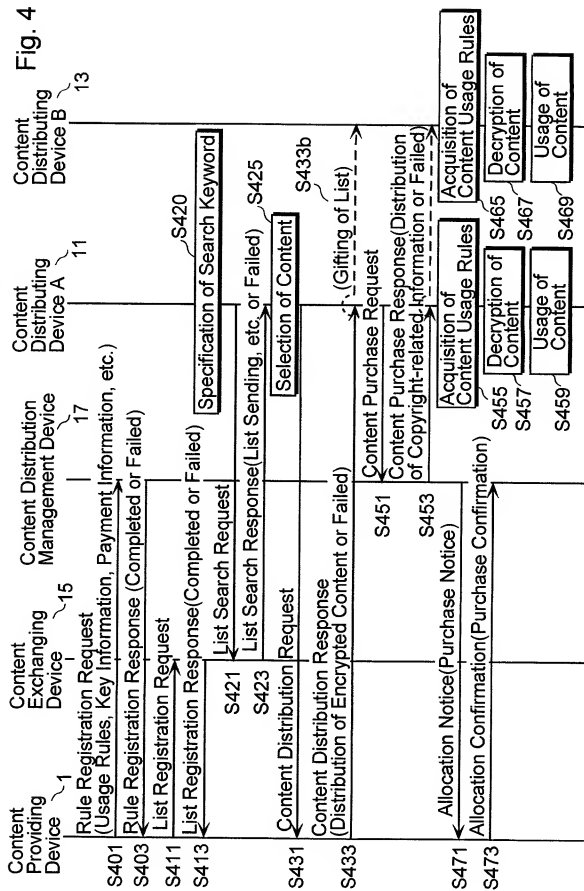 Fig. 4
Content
Providing
Device
1
Content
Exchanging
Device
15
Content Distribution
Management Device
17
Content
Distributing
Device A
11
Content
Distributing
Device B
13
Rule Registration Request
(Usage Rules, Key Information, Payment Information, etc.)
S401
Rule Registration Response (Completed or Failed)
S403
List Registration Request
S411
List Registration Response(Completed or Failed)
S413
Specification of Search Keyword
S420
List Search Request
S421
List Search Response(List Sending, etc. or Failed)
S423
Selection of Content
S425
Content Distribution Request
S431
Content Distribution Response
(Distribution of Encrypted Content or Failed)
S433
(Gifting of List)
S433b
Content Purchase Request
S451
Content Purchase Response(Distribution
of Copyright-related Information or Failed)
S453
Acquisition of
Content Usage Rules
S455
Acquisition of
Content Usage Rules
S465
Decryption of
Content
S457
Decryption of
Content
S467
Usage of
Content
S459
Usage of
Content
S469
Allocation Notice(Purchase Notice)
S471
Allocation Confirmation(Purchase Confirmation)
S473